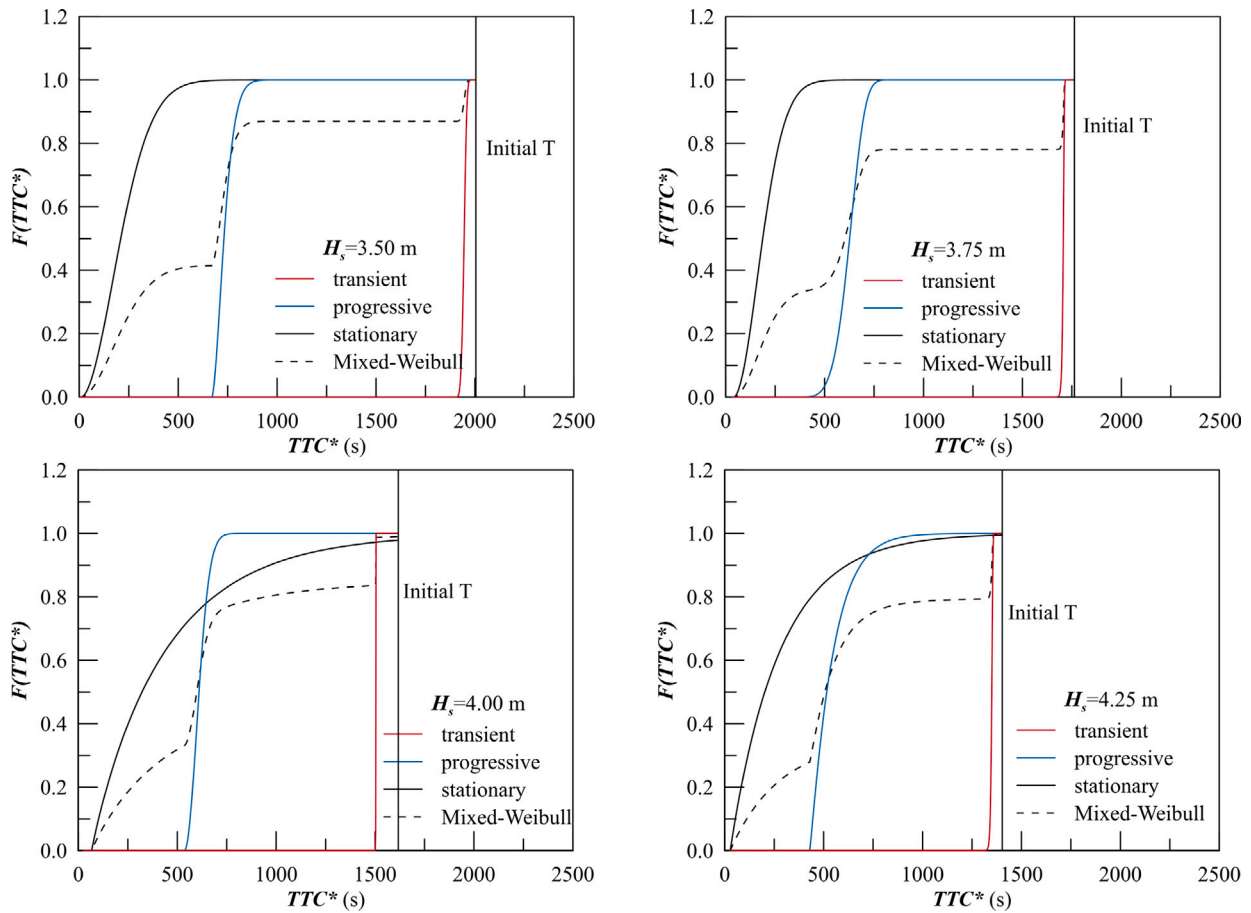 1.2
1.0
0.8
0.6
0.4
0.2
0.0
F(TTC*)
Initial T
Hs=3.50 m
transient
progressive
stationary
Mixed-Weibull
0 500 1000 1500 2000 2500
TTC* (s)
1.2
1.0
0.8
0.6
0.4
0.2
0.0
F(TTC*)
Initial T
Hs=3.75 m
transient
progressive
stationary
Mixed-Weibull
0 500 1000 1500 2000 2500
TTC* (s)
1.2
1.0
0.8
0.6
0.4
0.2
0.0
F(TTC*)
Initial T
Hs=4.00 m
transient
progressive
stationary
Mixed-Weibull
0 500 1000 1500 2000 2500
TTC* (s)
1.2
1.0
0.8
0.6
0.4
0.2
0.0
F(TTC*)
Initial T
Hs=4.25 m
transient
progressive
stationary
Mixed-Weibull
0 500 1000 1500 2000 2500
TTC* (s)